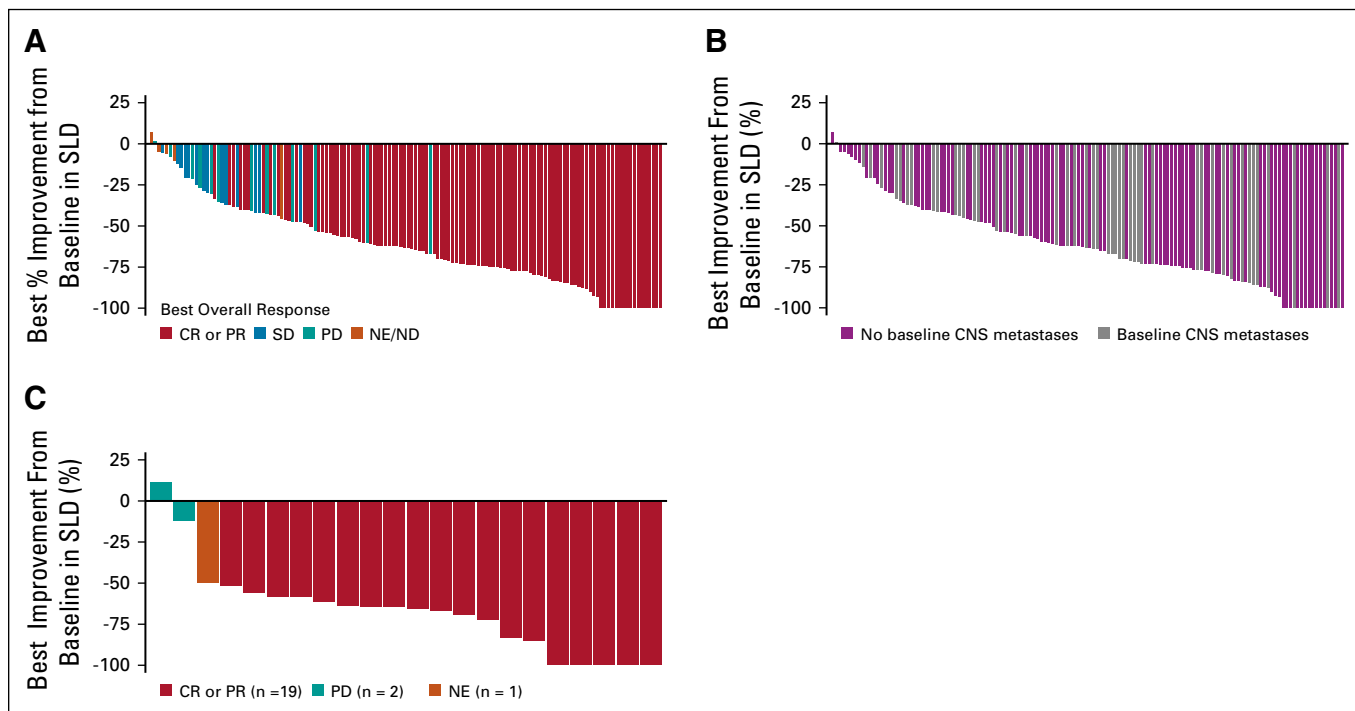 A
Best % Improvement from
Baseline in SLD
25
0
-25
-50
-75
-100
Best Overall Response
CR or PR SD PD NE/ND
B
Best Improvement From
Baseline in SLD (%)
25
0
-25
-50
-75
-100
No baseline CNS metastases Baseline CNS metastases
C
Best Improvement From
Baseline in SLD (%)
25
0
-25
-50
-75
-100
CR or PR (n =19) PD (n = 2) NE (n = 1)